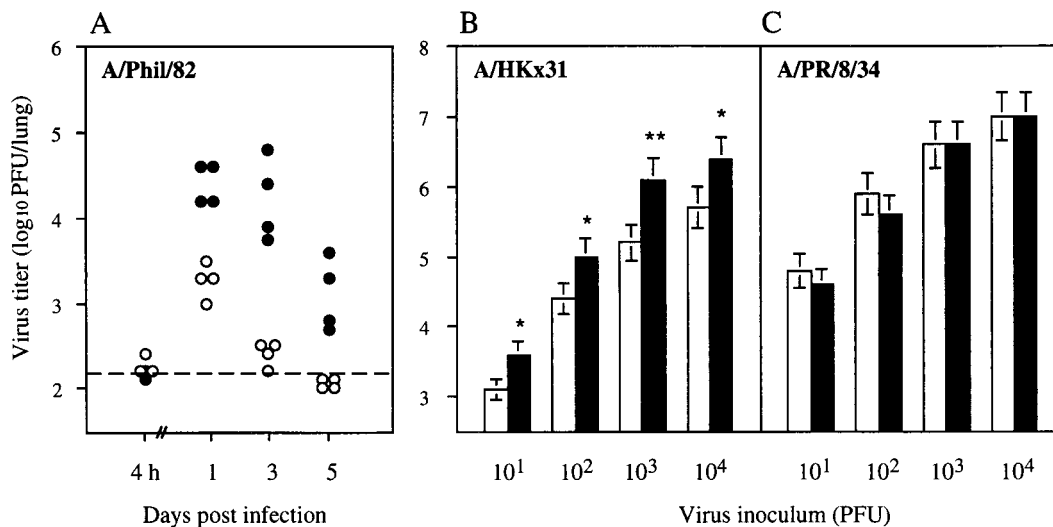 A
B
C
A/Phil/82
A/HKx31
A/PR/8/34
Virus titer (log10 PFU/lung)
6
5
4
3
2
8
7
6
5
4
3
*
*
**
*
4 h
1
3
5
10¹
10²
10³
10⁴
10¹
10²
10³
10⁴
Days post infection
Virus inoculum (PFU)